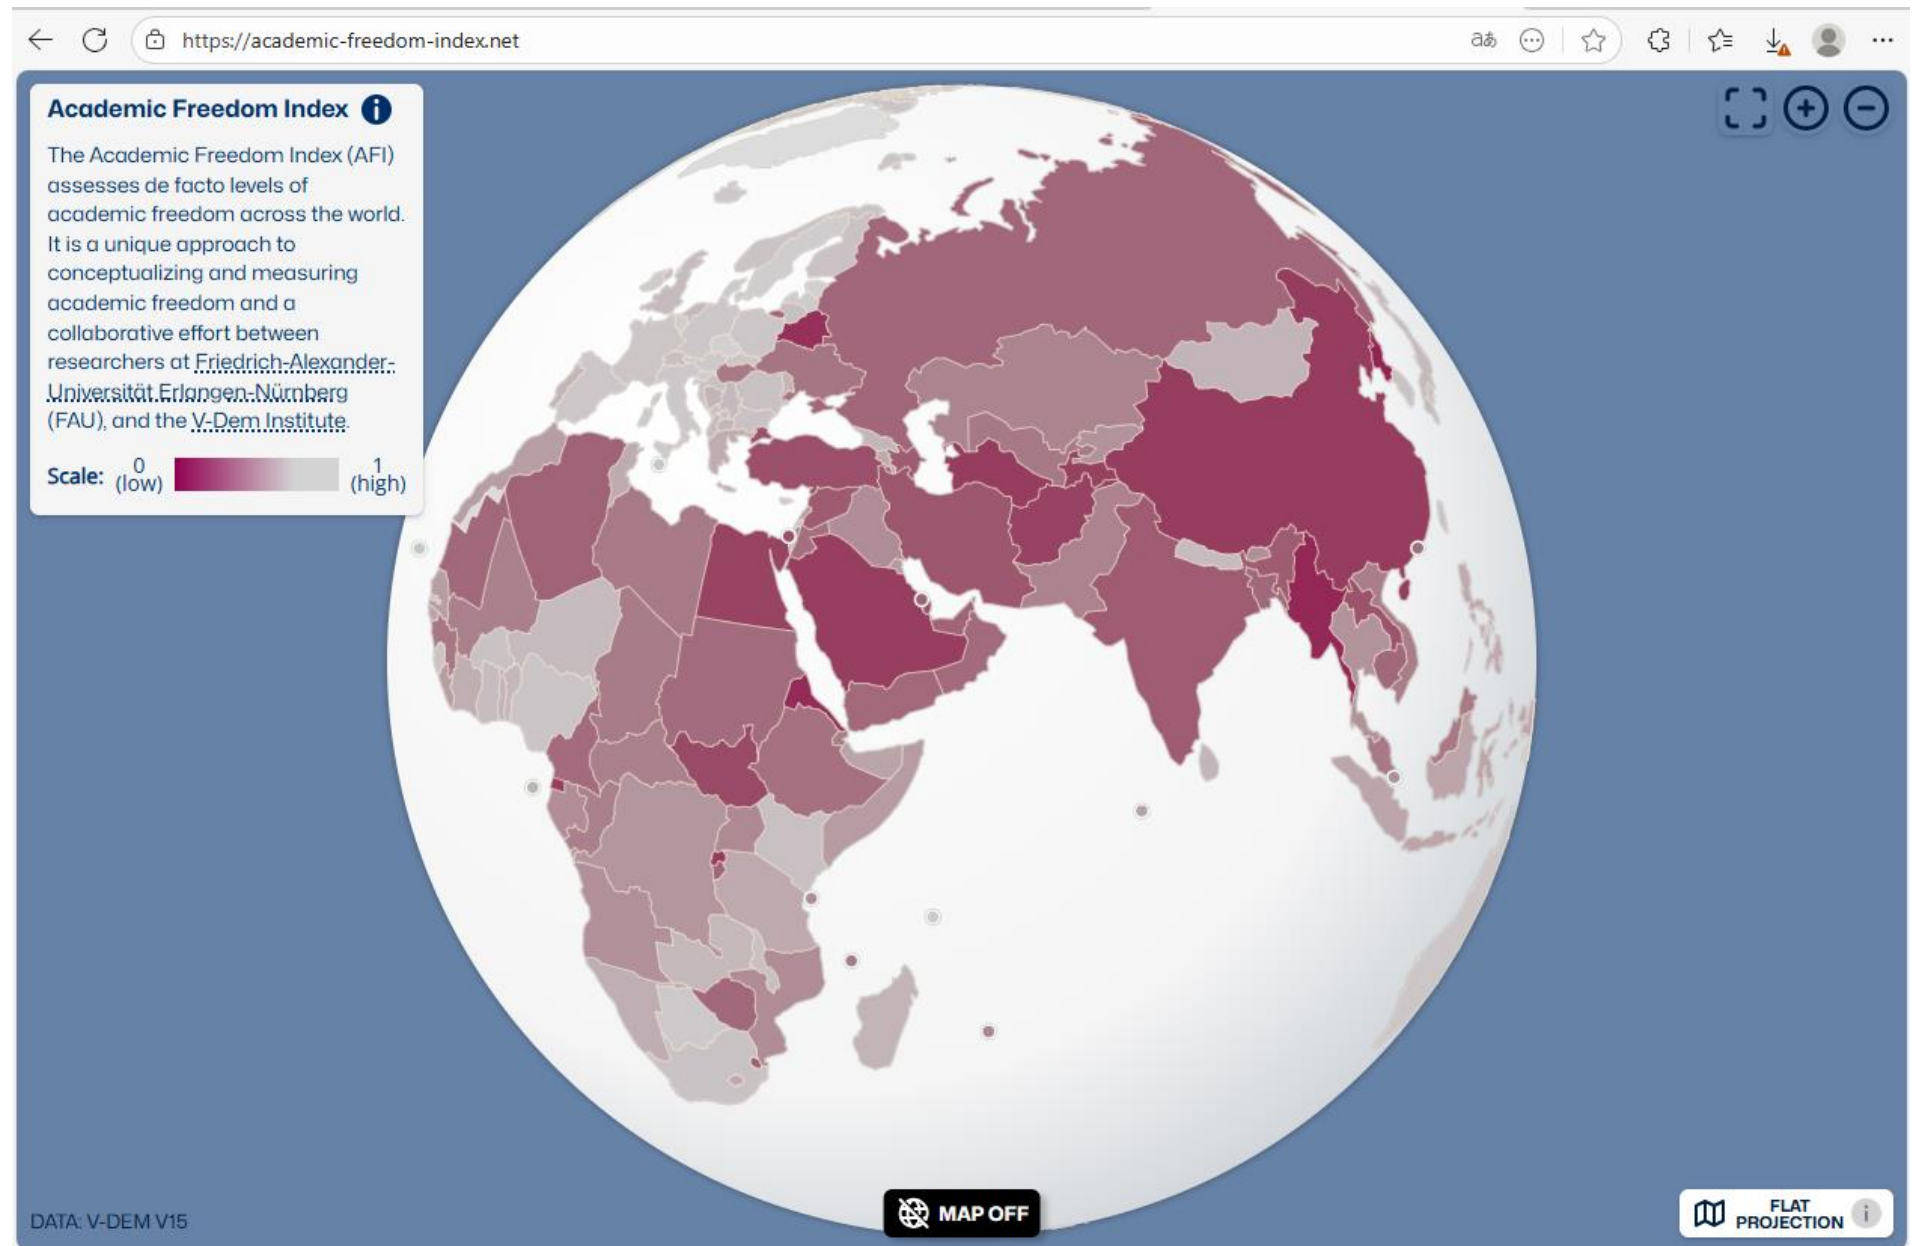 https://academic-freedom-index.net
aあ
Academic Freedom Index i
The Academic Freedom Index (AFI)
assesses de facto levels of
academic freedom across the world.
It is a unique approach to
conceptualizing and measuring
academic freedom and a
collaborative effort between
researchers at Friedrich-Alexander-
Universität Erlangen-Nürnberg
(FAU), and the V-Dem Institute.
Scale: 0 (low) 1 (high)
DATA: V-DEM V15
MAP OFF
FLAT
PROJECTION i